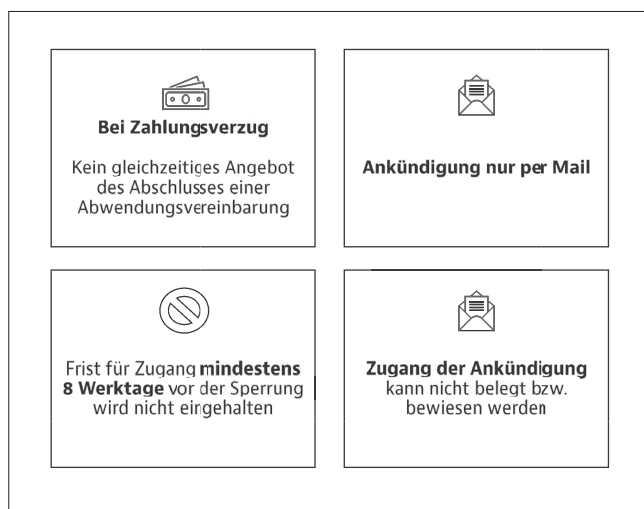 Bei Zahlungsverzug
Kein gleichzeitiges Angebot
des Abschlusses einer
Abwendungsvereinbarung
Ankündigung nur per Mail
Frist für Zugang mindestens
8 Werktage vor der Sperrung
wird nicht eingehalten
Zugang der Ankündigung
kann nicht belegt bzw.
bewiesen werden